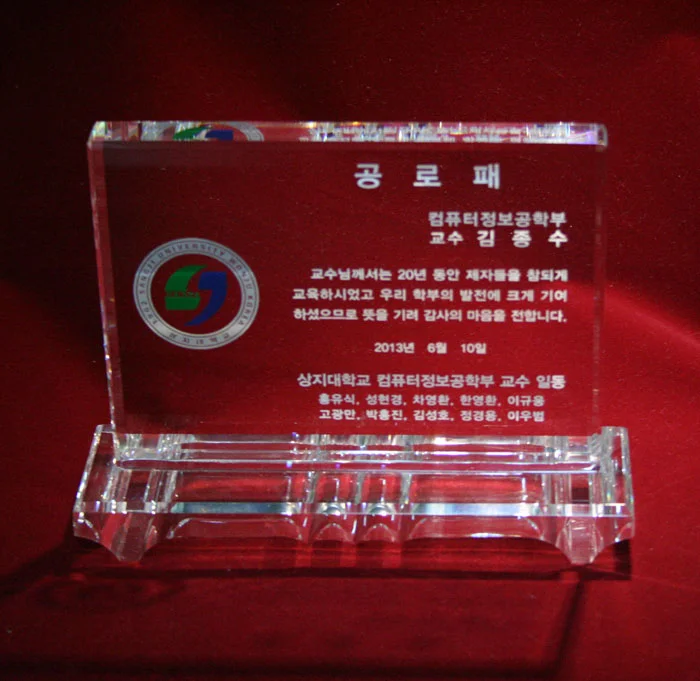 공로패
컴퓨터정보공학부
교수 김종수
교수님께서는 20년 동안 제자들을 참되게
교육하시었고 우리 학부의 발전에 크게 기여
하셨으므로 뜻을 기려 감사의 마음을 전합니다.
2013년 6월 10일
상지대학교 컴퓨터정보공학부 교수 일동
홍유식, 성현경, 차영환, 한영환, 이규웅
고광만, 박홍진, 김성호, 정경용, 이우범
SANGJI UNIVERSITY WONJU KOREA